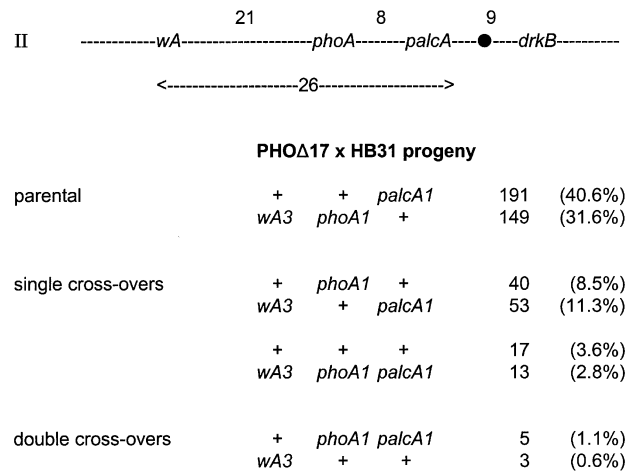 21 8 9
II ------------wA---------------------phoA--------palcA-----●-----drkB-----------
<-----------------------26------------------->
PHOΔ17 x HB31 progeny
parental + + palcA1 191 (40.6%)
wA3 phoA1 + 149 (31.6%)
single cross-overs + phoA1 + 40 (8.5%)
wA3 + palcA1 53 (11.3%)
+ + + 17 (3.6%)
wA3 phoA1 palcA1 13 (2.8%)
double cross-overs + phoA1 palcA1 5 (1.1%)
wA3 + + 3 (0.6%)